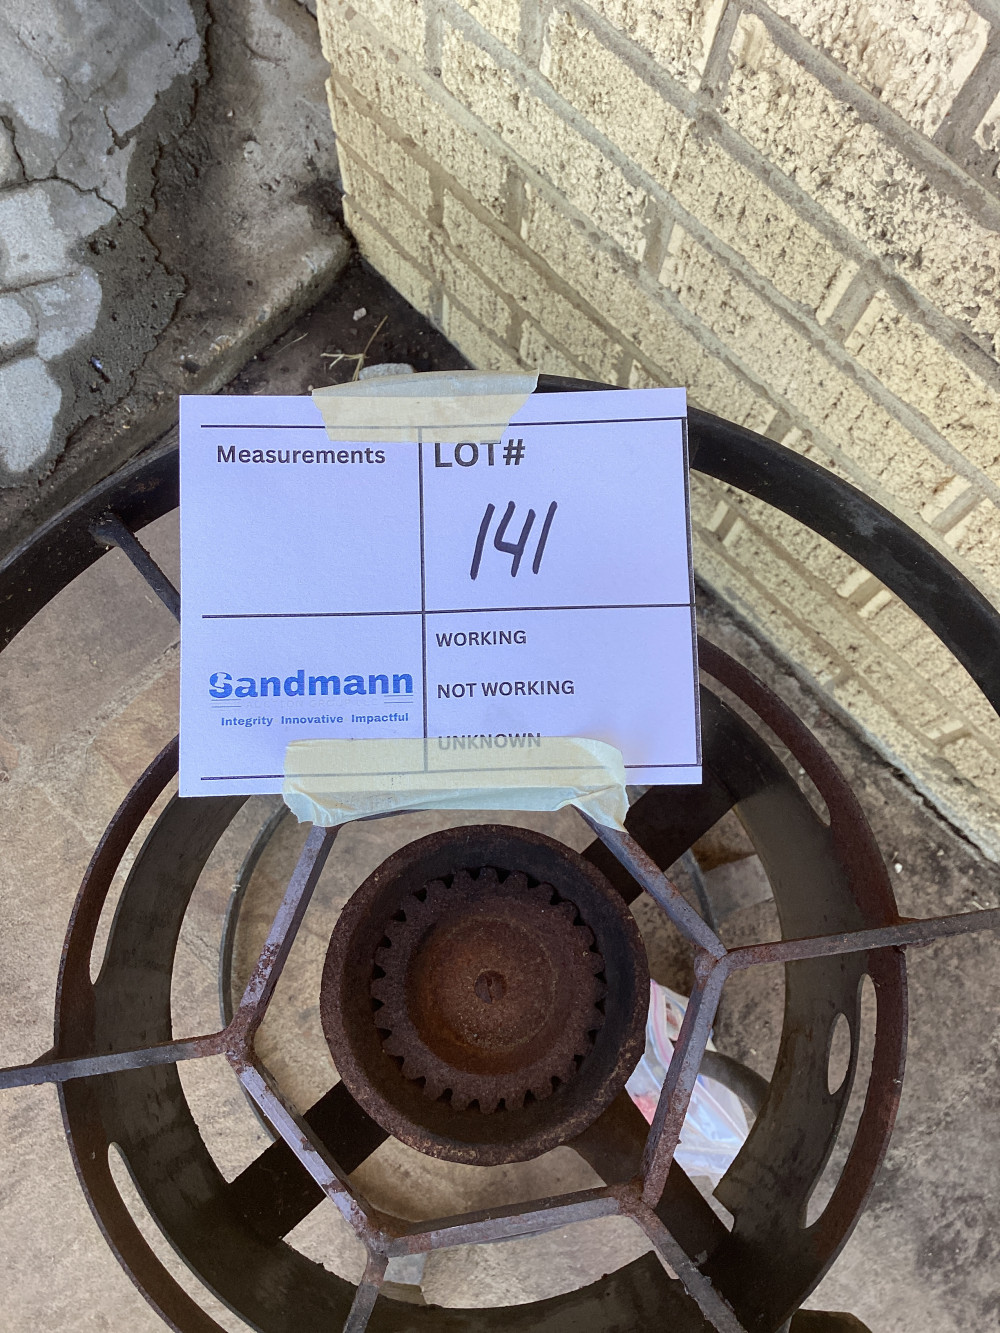 Measurements
LOT#
141
Sandmann
Integrity Innovative Impactful
WORKING
NOT WORKING
UNKNOWN